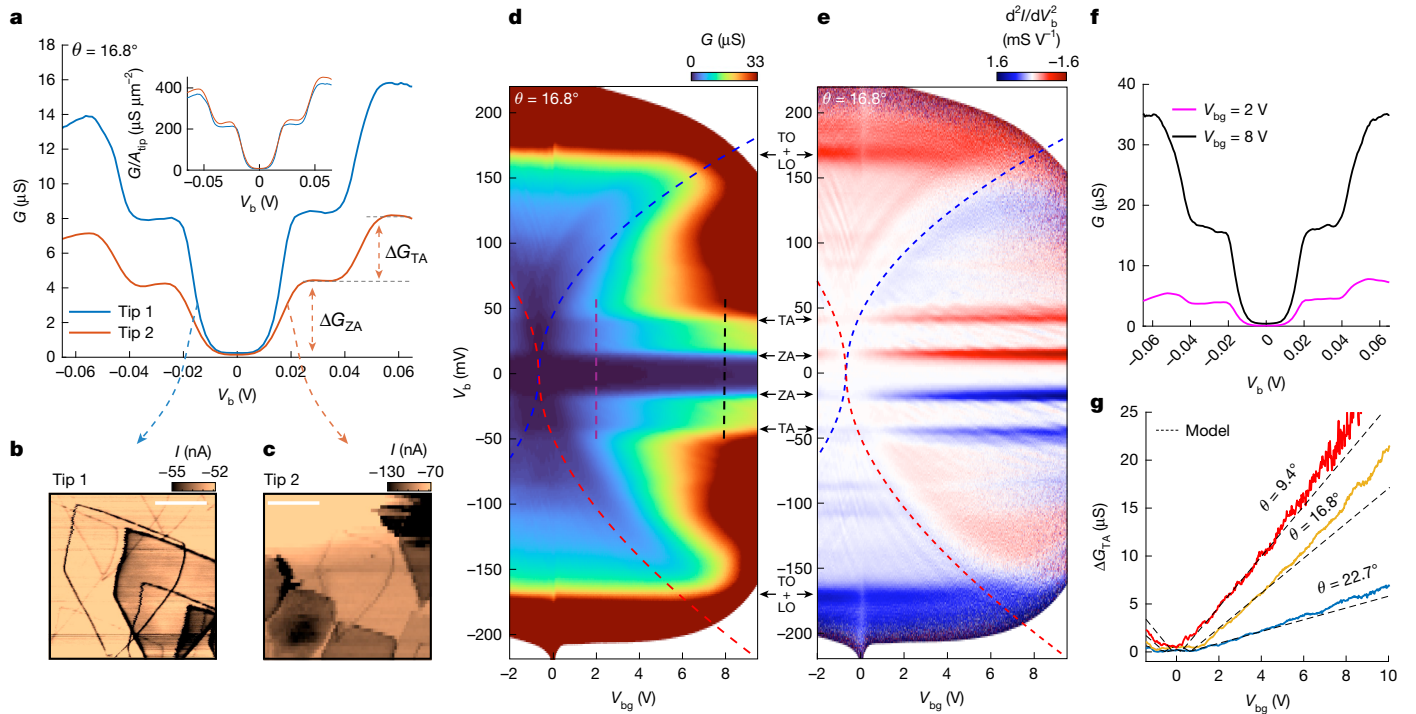 a
θ = 16.8°
G (μS)
18
16
14
12
10
8
6
4
2
0
G/A_tip (μS μm⁻²)
400
200
0
−0.05
0
0.05
V_b (V)
ΔG_TA
ΔG_ZA
Tip 1
Tip 2
−0.06
−0.04
−0.02
0
0.02
0.04
0.06
V_b (V)
b
Tip 1
I (nA)
−55
−52
c
Tip 2
I (nA)
−130
−70
d
G (μS)
0
33
θ = 16.8°
V_b (mV)
200
150
100
50
0
−50
−100
−150
−200
−2
0
2
4
6
8
V_bg (V)
TO
+
LO
TA
ZA
ZA
TA
TO
+
LO
e
d²I/dV_b²
(mS V⁻¹)
1.6
−1.6
θ = 16.8°
200
150
100
50
0
−50
−100
−150
−200
−2
0
2
4
6
8
V_bg (V)
f
G (μS)
40
30
20
10
0
V_bg = 2 V
V_bg = 8 V
−0.06
−0.04
−0.02
0
0.02
0.04
0.06
V_b (V)
g
ΔG_TA (μS)
25
20
15
10
5
0
Model
θ = 9.4°
θ = 16.8°
θ = 22.7°
0
2
4
6
8
10
V_bg (V)